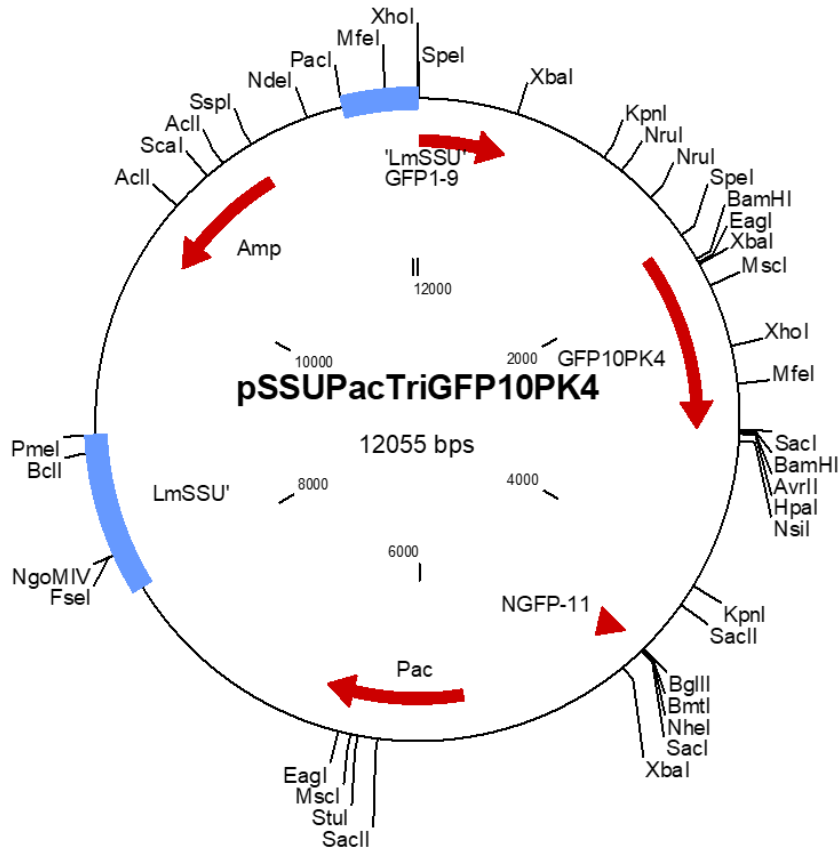 XhoI
MfeI
SpeI
PacI
XbaI
NdeI
SspI
KpnI
AclI
NruI
ScaI
NruI
AclI
SpeI
'LmSSU'
GFP1-9
BamHI
EagI
XbaI
MscI
Amp
12000
XhoI
10000
2000
GFP10PK4
MfeI
pSSUPacTriGFP10PK4
12055 bps
PmeI
BclI
SacI
BamHI
AvrII
HpaI
NsiI
LmSSU'
8000
4000
6000
NgoMIV
FseI
NGFP-11
KpnI
SacII
Pac
BglII
BmtI
NheI
SacI
XbaI
EagI
MscI
StuI
SacII